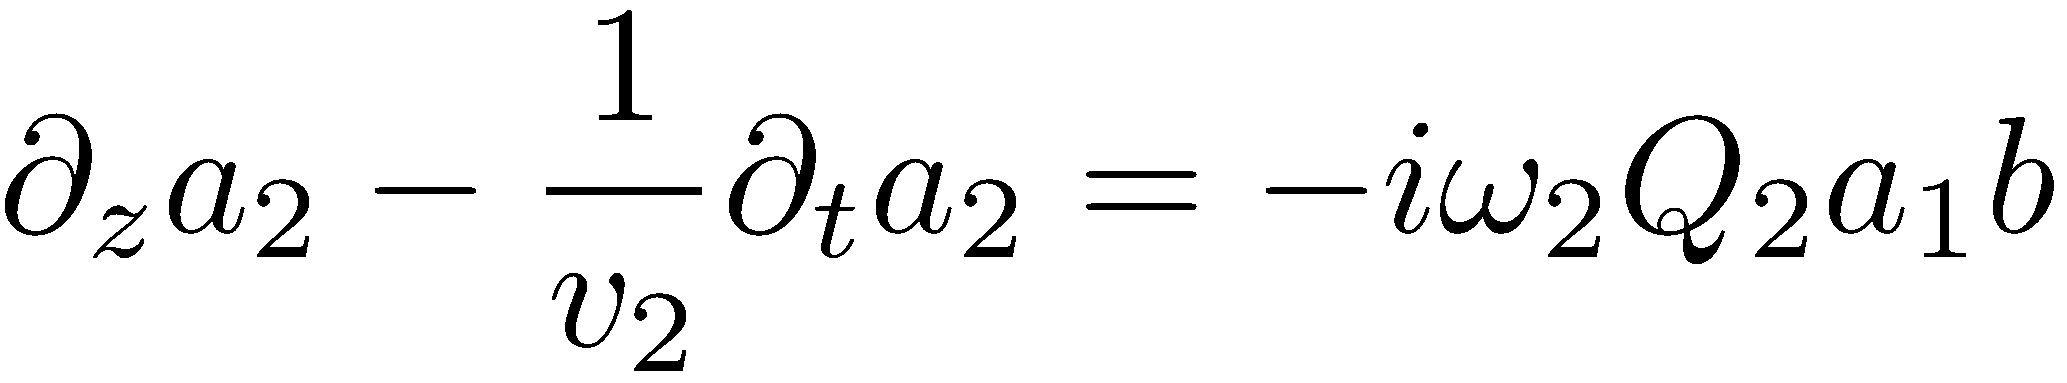 ∂_z a_2 − \frac{1}{v_2} ∂_t a_2 = −iω_2 Q_2 a_1 b